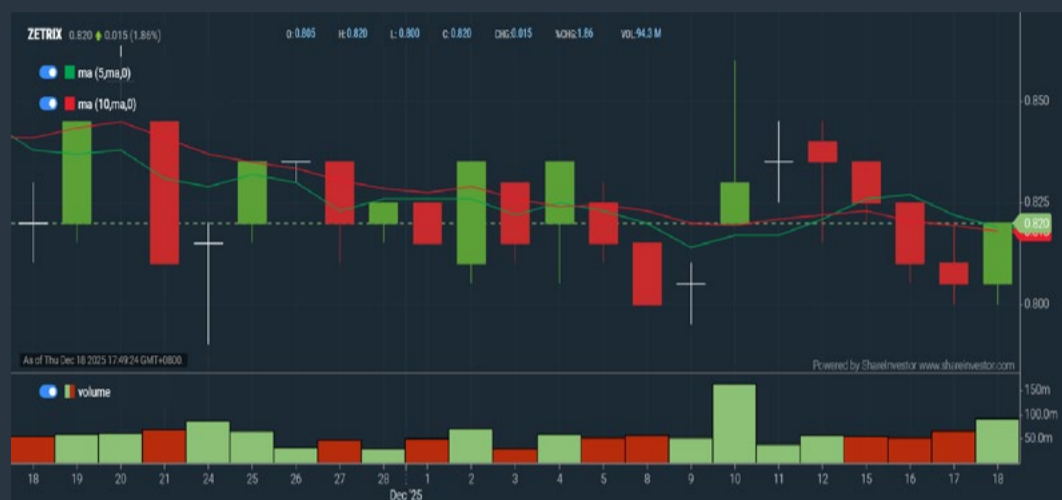 ZETRIX 0.820 0.015 (1.86%) O: 0.805 H: 0.820 L: 0.800 C: 0.820 CHG: 0.015 %CHG: 1.86 VOL: 94.3 M
ma (5,ma,0)
ma (10,ma,0)
0.850
0.825
0.820
0.800
As of Thu Dec 18 2025 17:49:24 GMT+0800
Powered by ShareInvestor www.shareinvestor.com
volume
150m
100.0m
50.0m
18 19 20 21 24 25 26 27 28 1 2 3 4 5 8 9 10 11 12 15 16 17 18
Dec '25